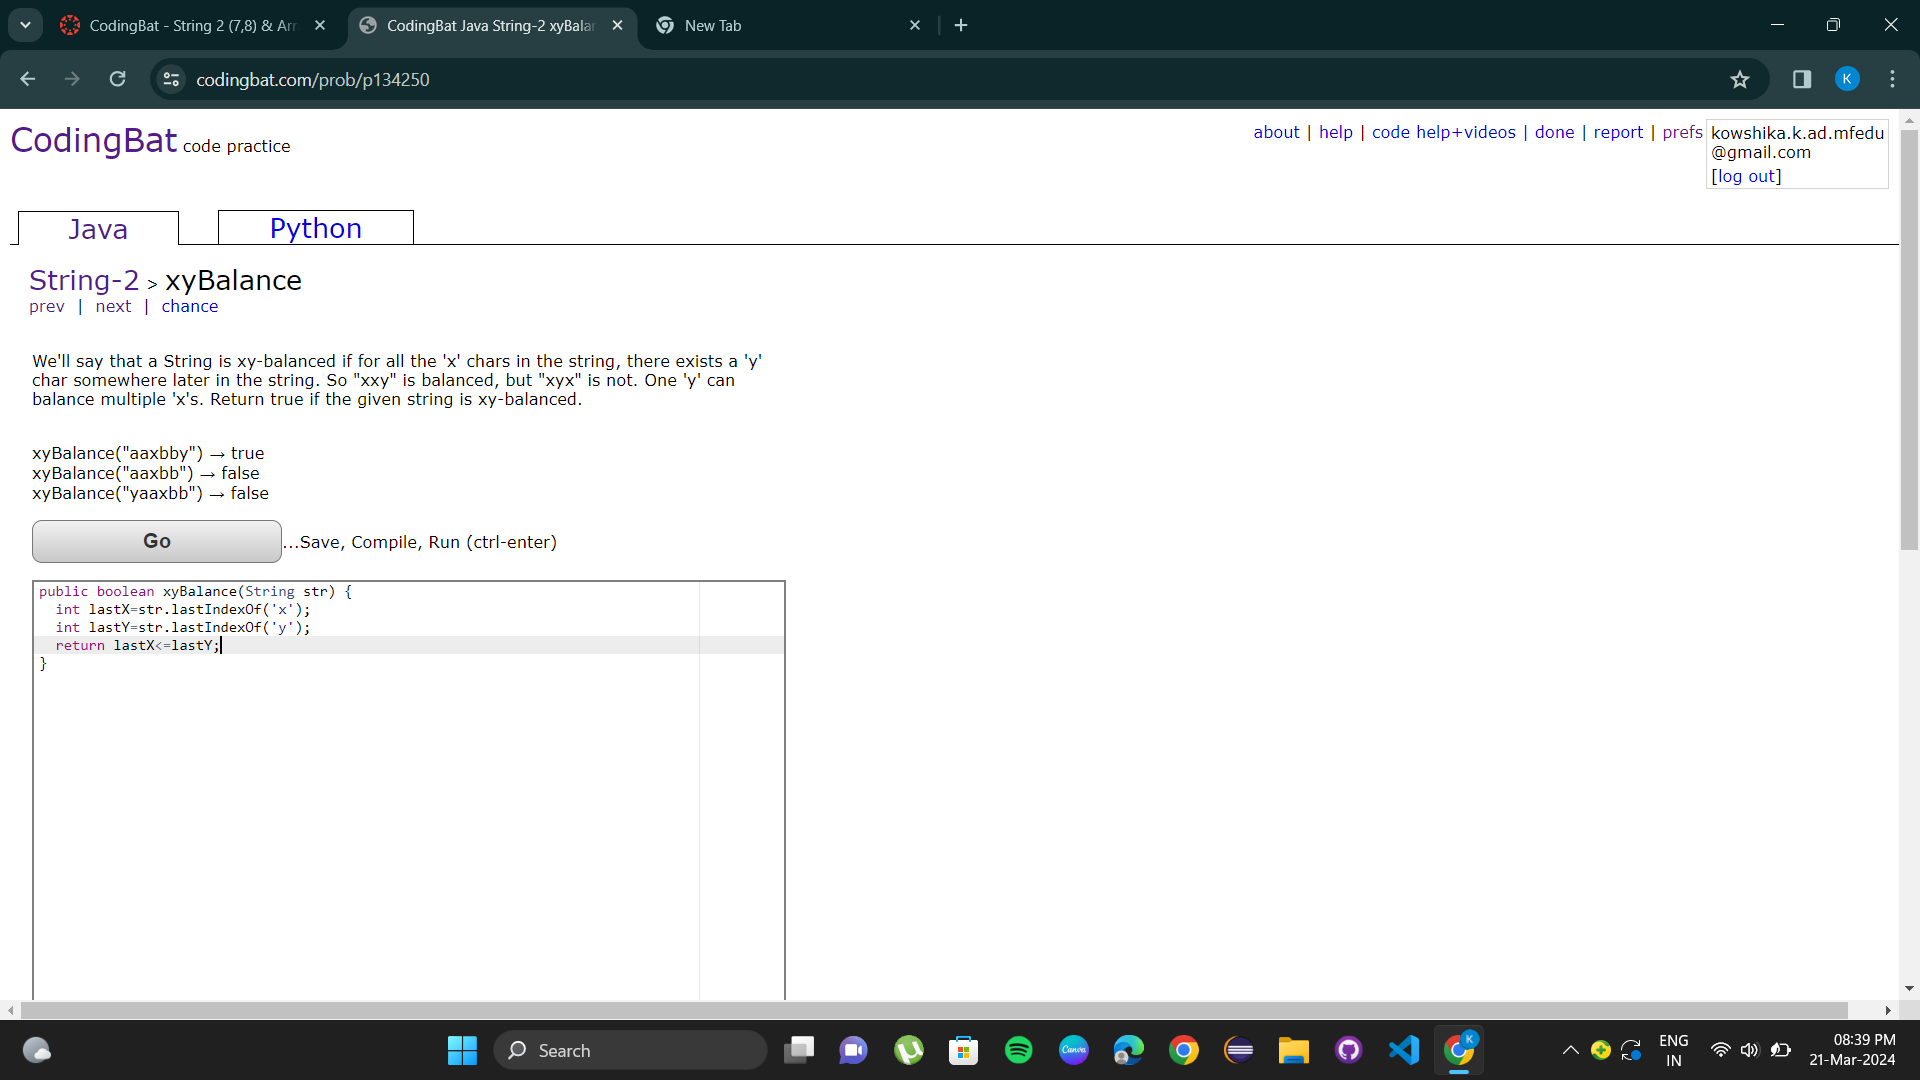 CodingBat - String 2 (7,8) & Arr
CodingBat Java String-2 xyBalan
New Tab
codingbat.com/prob/p134250
K
CodingBat code practice
about | help | code help+videos | done | report | prefs
kowshika.k.ad.mfedu
@gmail.com
[log out]
Java
Python
String-2 > xyBalance
prev | next | chance
We'll say that a String is xy-balanced if for all the 'x' chars in the string, there exists a 'y'
char somewhere later in the string. So "xxy" is balanced, but "xyx" is not. One 'y' can
balance multiple 'x's. Return true if the given string is xy-balanced.
xyBalance("aaxbby") → true
xyBalance("aaxbb") → false
xyBalance("yaaxbb") → false
Go
...Save, Compile, Run (ctrl-enter)
public boolean xyBalance(String str) {
  int lastX=str.lastIndexOf('x');
  int lastY=str.lastIndexOf('y');
  return lastX<=lastY;
}
Search
Canva
K
ENG
IN
08:39 PM
21-Mar-2024